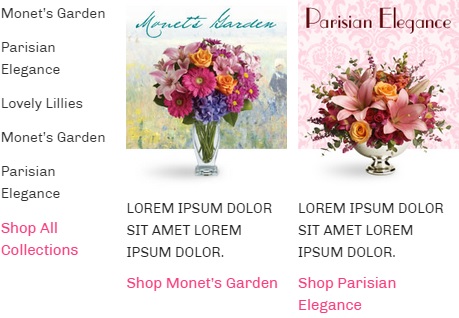 Monet's Garden
Parisian
Elegance
Lovely Lillies
Monet's Garden
Parisian
Elegance
Shop All
Collections
Monet's Garden
LOREM IPSUM DOLOR
SIT AMET LOREM
IPSUM DOLOR.
Shop Monet's Garden
Parisian Elegance
LOREM IPSUM DOLOR
SIT AMET LOREM
IPSUM DOLOR.
Shop Parisian
Elegance